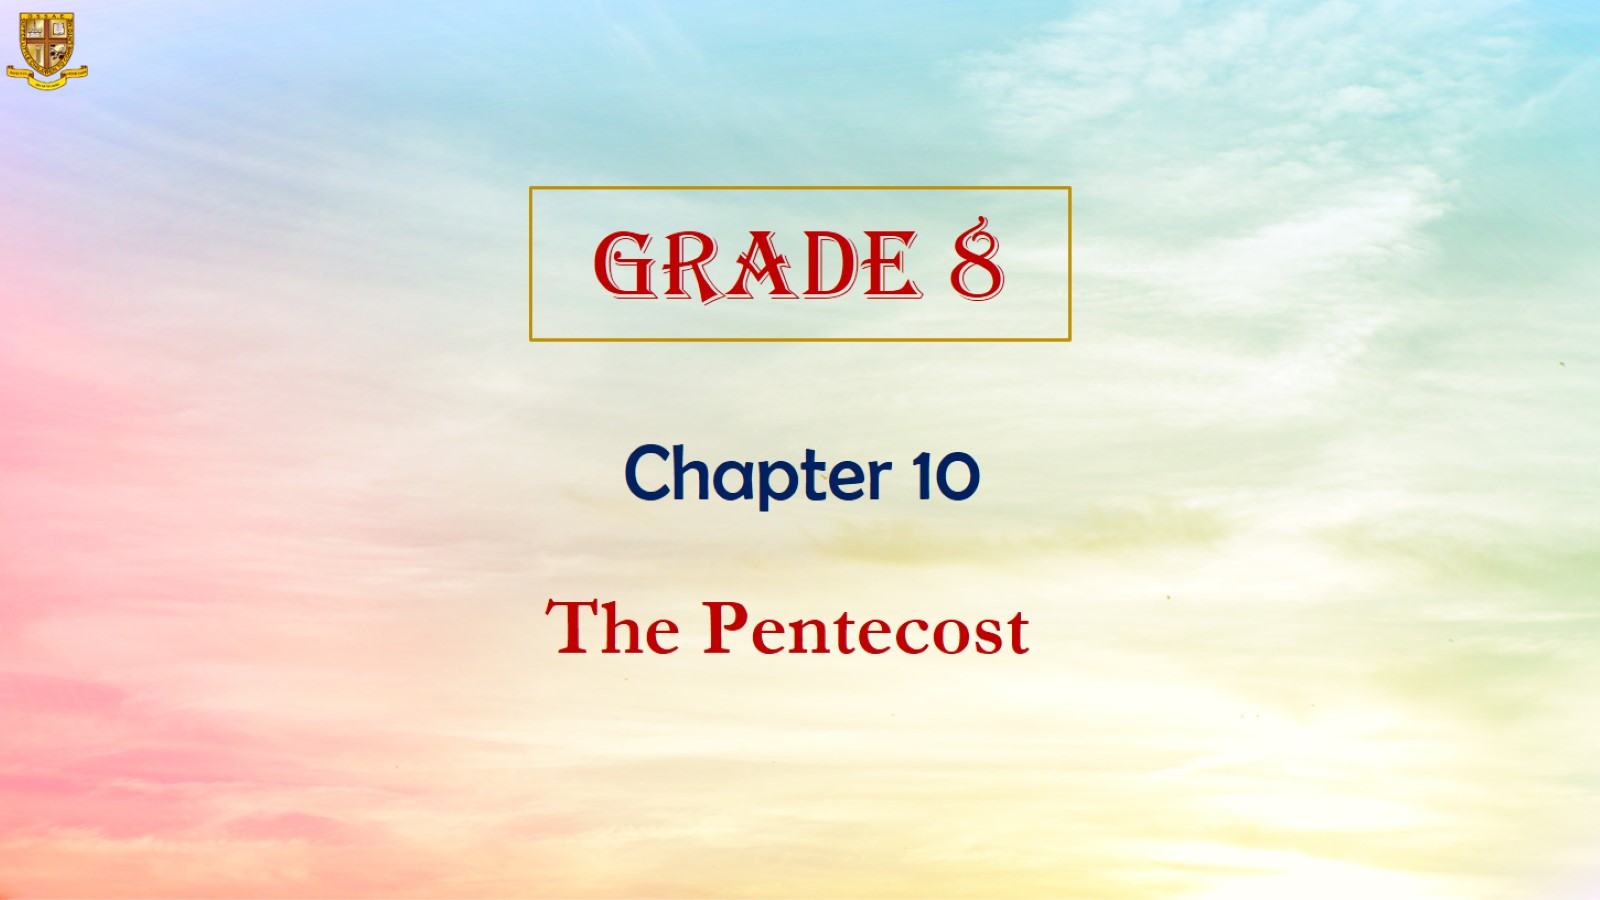 GRADE 8
Chapter 10
The Pentecost